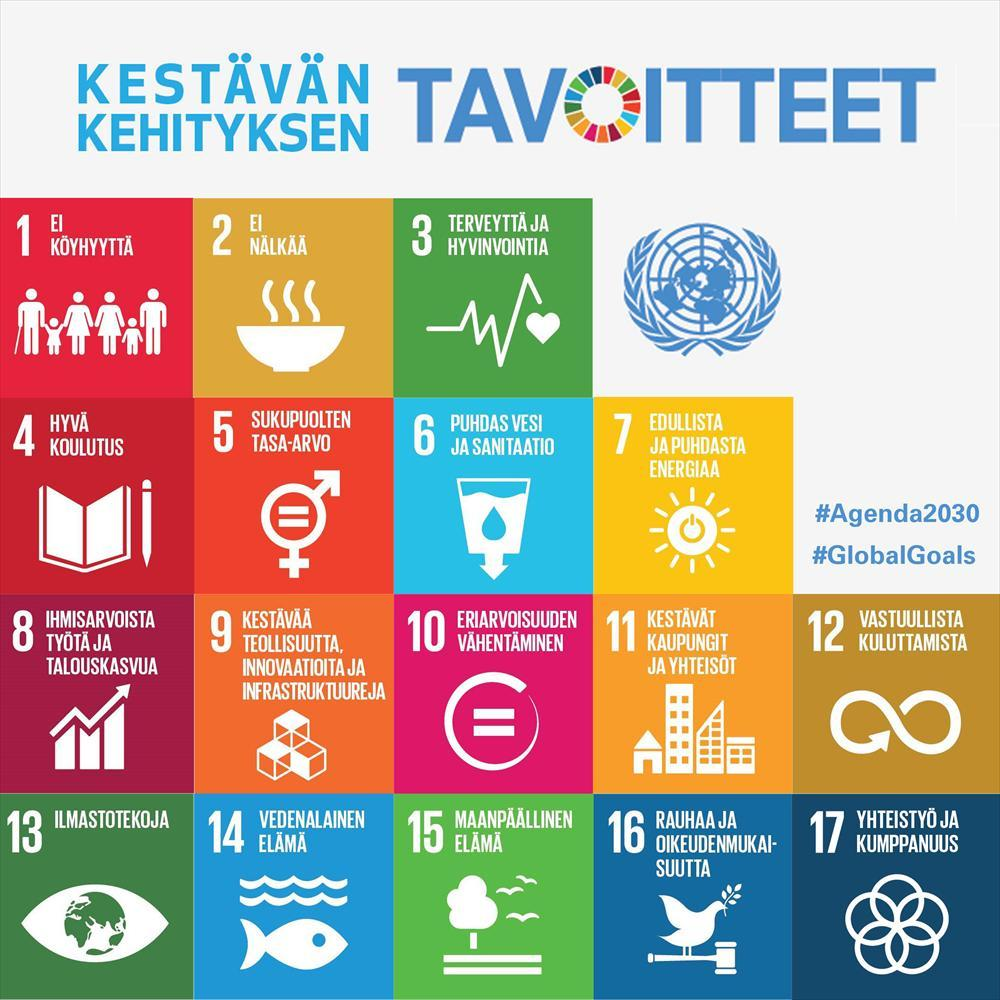 KESTÄVÄN
KEHITYKSEN
TAVOITTEET
1 EI
KÖYHYYTTÄ
2 EI
NÄLKÄÄ
3 TERVEYTTÄ JA
HYVINVOINTIA
4 HYVÄ
KOULUTUS
5 SUKUPUOLTEN
TASA-ARVO
6 PUHDAS VESI
JA SANITAATIO
7 EDULLISTA
JA PUHDASTA
ENERGIAA
#Agenda2030
#GlobalGoals
8 IHMISARVOISTA
TYÖTÄ JA
TALOUSKASVUA
9 KESTÄVÄÄ
TEOLLISUUTTA,
INNOVAATIOITA JA
INFRASTRUKTUUREJA
10 ERIARVOISUUDEN
VÄHENTÄMINEN
11 KESTÄVÄT
KAUPUNGIT
JA YHTEISÖT
12 VASTUULLISTA
KULUTTAMISTA
13 ILMASTOTEKOJA
14 VEDENALAINEN
ELÄMÄ
15 MAANPÄÄLLINEN
ELÄMÄ
16 RAUHAA JA
OIKEUDENMUKAI-
SUUTTA
17 YHTEISTYÖ JA
KUMPPANUUS